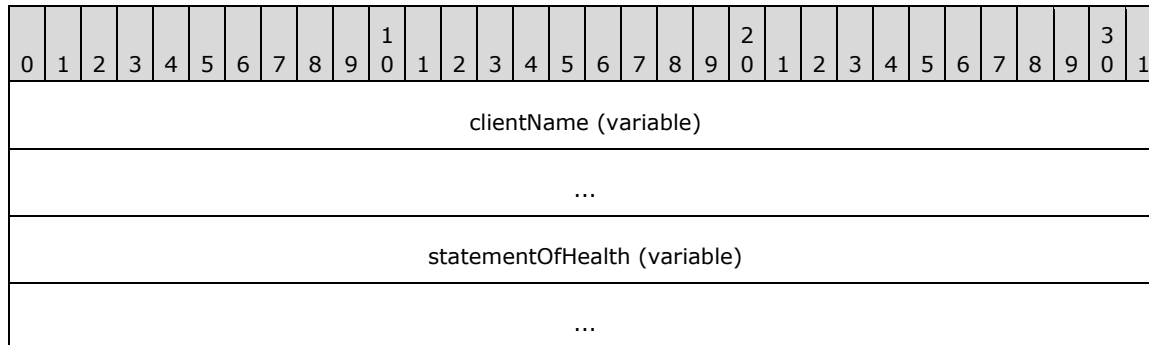 0 1 2 3 4 5 6 7 8 9 1 0 1 2 3 4 5 6 7 8 9 2 0 1 2 3 4 5 6 7 8 9 3 0 1
clientName (variable)
...
statementOfHealth (variable)
...